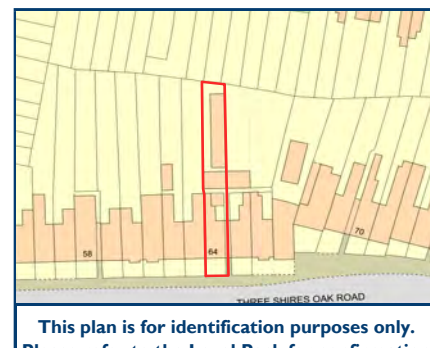 58
64
70
THREE SHIRES OAK ROAD
This plan is for identification purposes only.